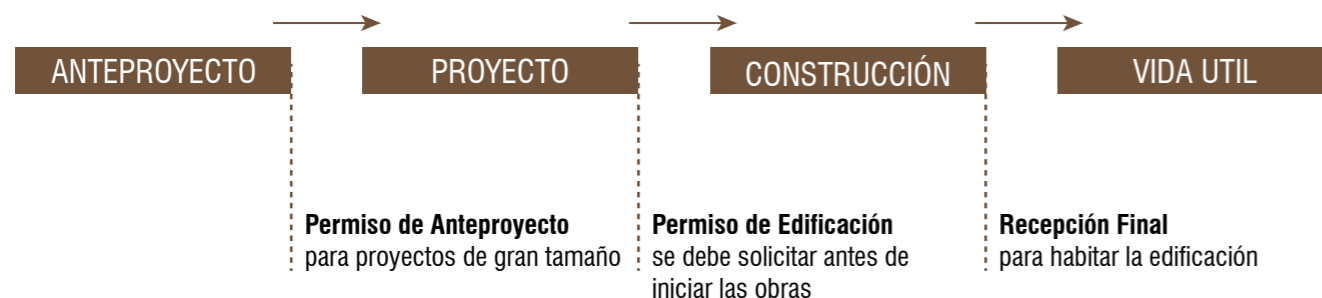 ANTEPROYECTO
PROYECTO
CONSTRUCCIÓN
VIDA UTIL
Permiso de Anteproyecto
para proyectos de gran tamaño
Permiso de Edificación
se debe solicitar antes de
iniciar las obras
Recepción Final
para habitar la edificación